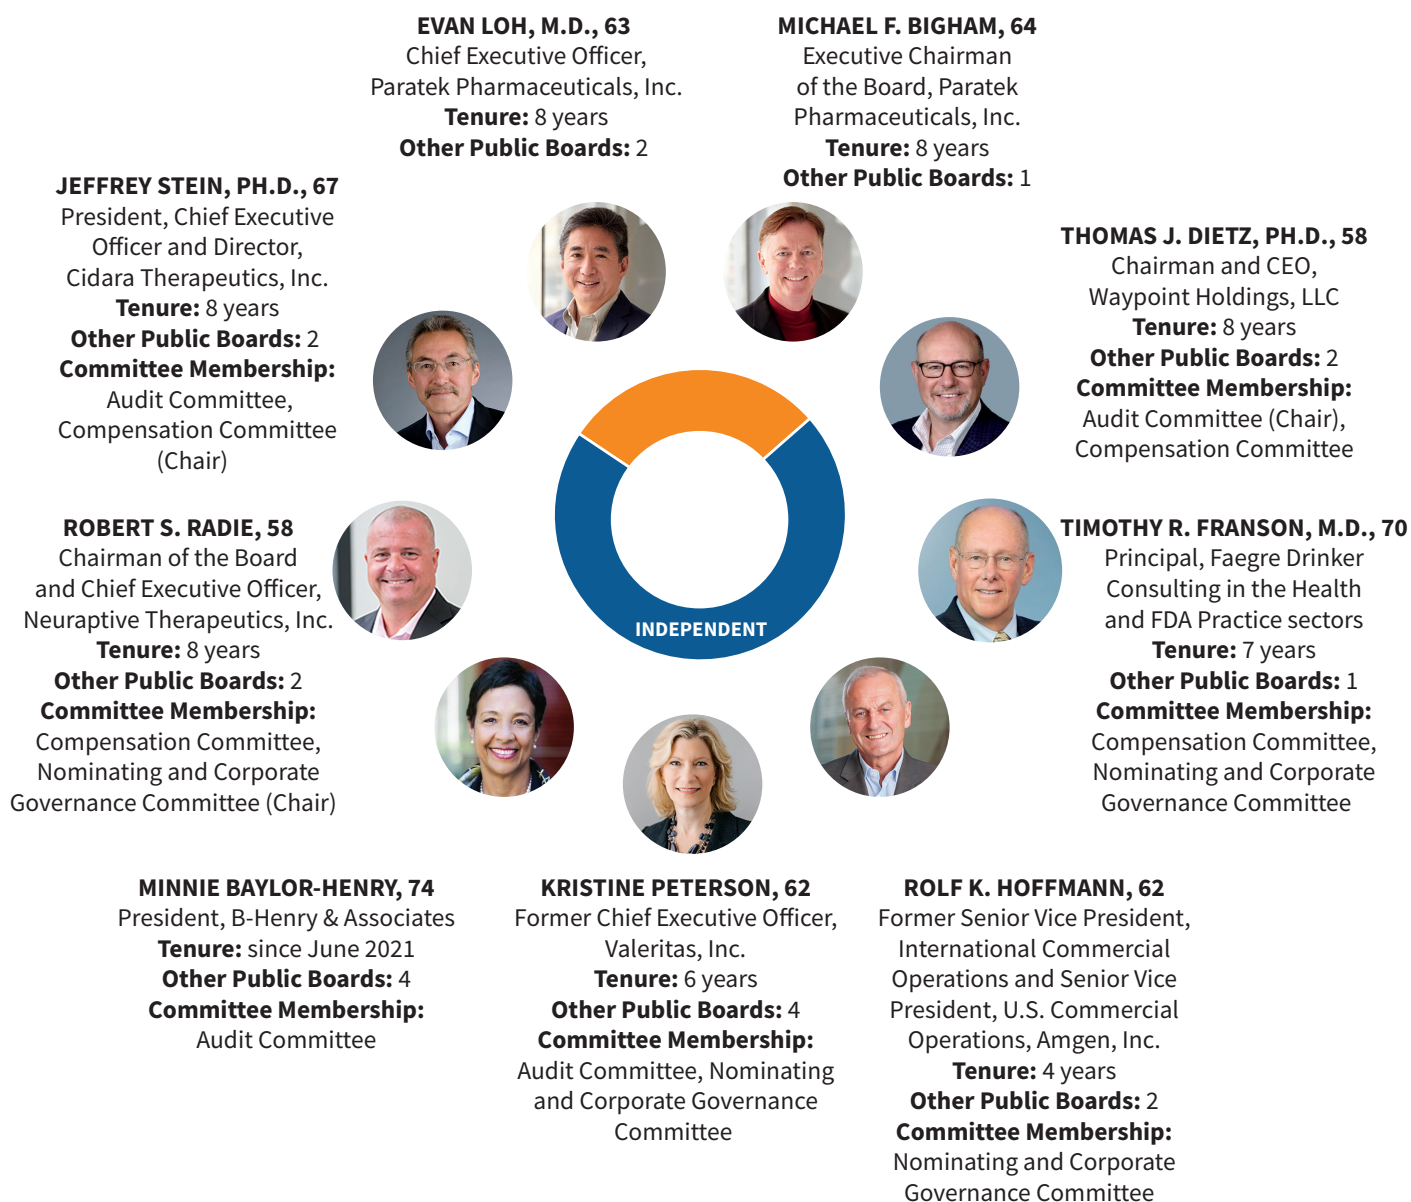 EVAN LOH, M.D., 63
Chief Executive Officer,
Paratek Pharmaceuticals, Inc.
Tenure: 8 years
Other Public Boards: 2
MICHAEL F. BIGHAM, 64
Executive Chairman
of the Board, Paratek
Pharmaceuticals, Inc.
Tenure: 8 years
Other Public Boards: 1
JEFFREY STEIN, PH.D., 67
President, Chief Executive
Officer and Director,
Cidara Therapeutics, Inc.
Tenure: 8 years
Other Public Boards: 2
Committee Membership:
Audit Committee,
Compensation Committee
(Chair)
THOMAS J. DIETZ, PH.D., 58
Chairman and CEO,
Waypoint Holdings, LLC
Tenure: 8 years
Other Public Boards: 2
Committee Membership:
Audit Committee (Chair),
Compensation Committee
ROBERT S. RADIE, 58
Chairman of the Board
and Chief Executive Officer,
Neuraptive Therapeutics, Inc.
Tenure: 8 years
Other Public Boards: 2
Committee Membership:
Compensation Committee,
Nominating and Corporate
Governance Committee (Chair)
INDEPENDENT
TIMOTHY R. FRANSON, M.D., 70
Principal, Faegre Drinker
Consulting in the Health
and FDA Practice sectors
Tenure: 7 years
Other Public Boards: 1
Committee Membership:
Compensation Committee,
Nominating and Corporate
Governance Committee
MINNIE BAYLOR-HENRY, 74
President, B-Henry & Associates
Tenure: since June 2021
Other Public Boards: 4
Committee Membership:
Audit Committee
KRISTINE PETERSON, 62
Former Chief Executive Officer,
Valeritas, Inc.
Tenure: 6 years
Other Public Boards: 4
Committee Membership:
Audit Committee, Nominating
and Corporate Governance
Committee
ROLF K. HOFFMANN, 62
Former Senior Vice President,
International Commercial
Operations and Senior Vice
President, U.S. Commercial
Operations, Amgen, Inc.
Tenure: 4 years
Other Public Boards: 2
Committee Membership:
Nominating and Corporate
Governance Committee